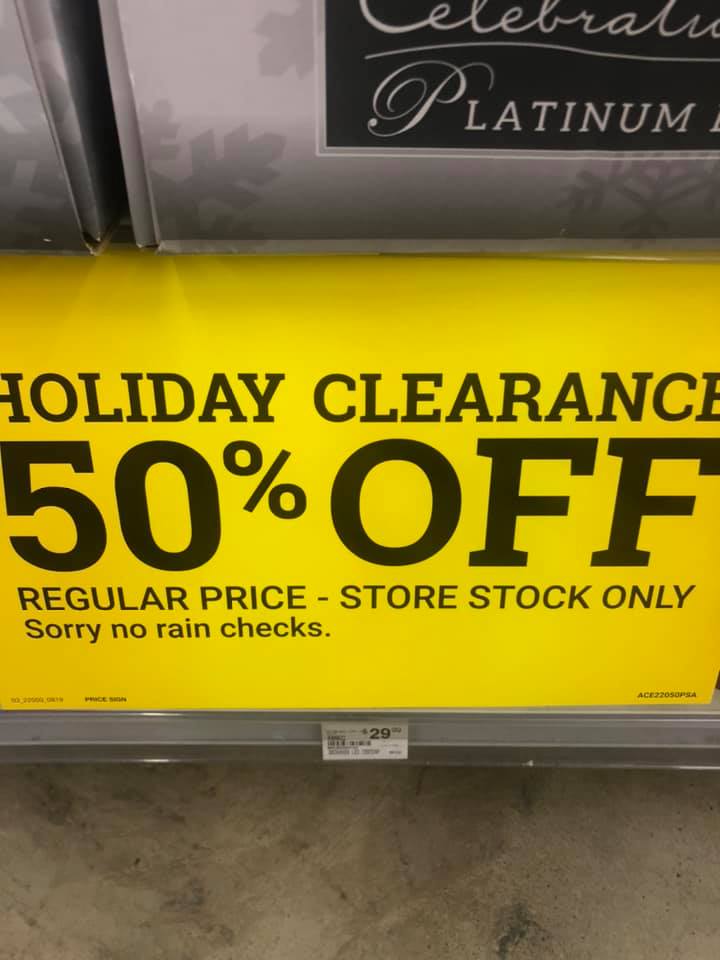 Celebratio
PLATINUM
HOLIDAY CLEARANCE
50% OFF
REGULAR PRICE - STORE STOCK ONLY
Sorry no rain checks.
PRICE SIGN
ACE22050PSA
$29.99